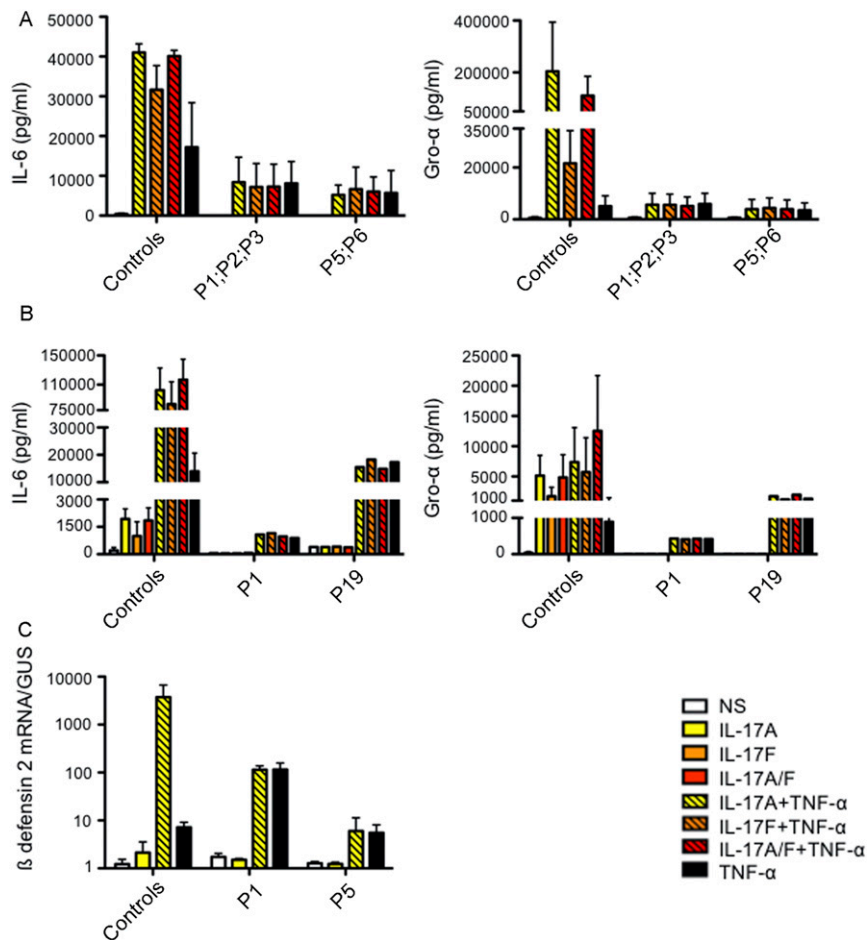 A
IL-6 (pg/ml)
50000
40000
30000
20000
10000
0
Controls
P1;P2;P3
P5;P6
Gro-α (pg/ml)
400000
200000
50000
35000
20000
0
Controls
P1;P2;P3
P5;P6
B
IL-6 (pg/ml)
150000
110000
75000
30000
20000
10000
3000
1500
0
Controls
P1
P19
Gro-α (pg/ml)
25000
20000
15000
10000
5000
1000
1000
0
Controls
P1
P19
C
ß defensin 2 mRNA/GUS
10000
1000
100
10
1
Controls
P1
P5
NS
IL-17A
IL-17F
IL-17A/F
IL-17A+TNF-α
IL-17F+TNF-α
IL-17A/F+TNF-α
TNF-α